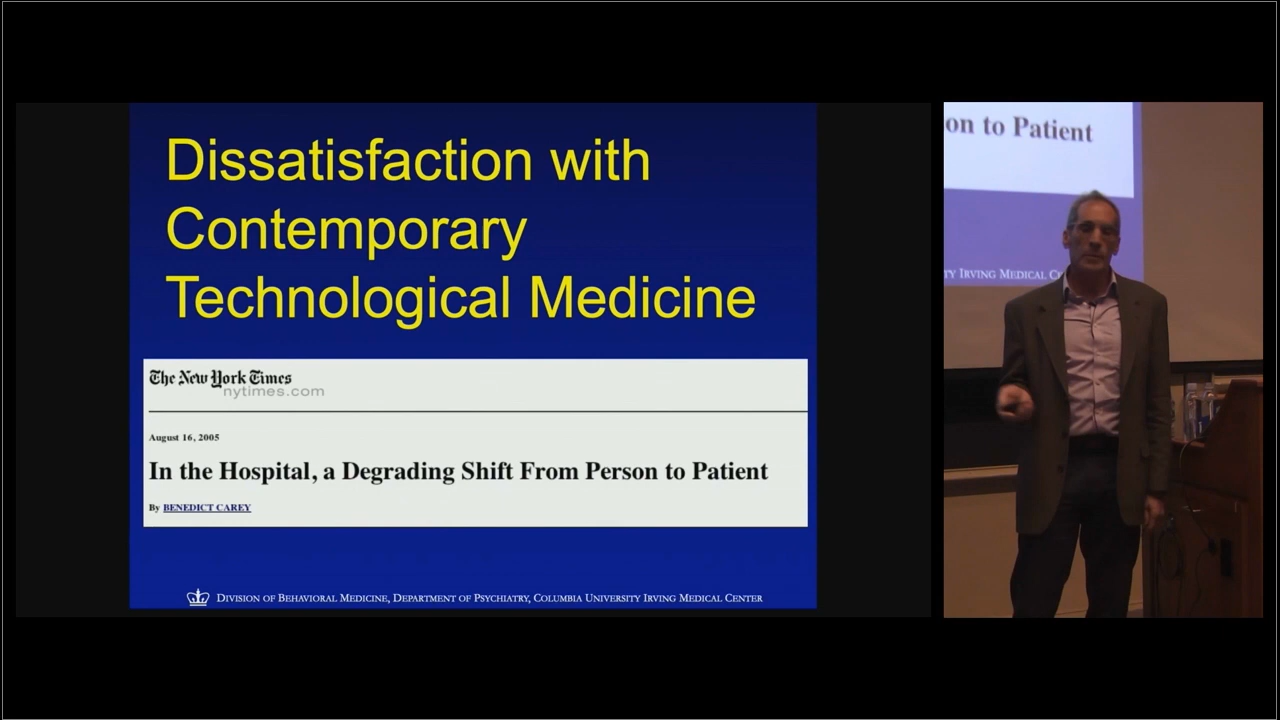 Dissatisfaction with
Contemporary
Technological Medicine
The New York Times
nytimes.com
August 16, 2005
In the Hospital, a Degrading Shift From Person to Patient
By BENEDICT CAREY
DIVISION OF BEHAVIORAL MEDICINE, DEPARTMENT OF PSYCHIATRY, COLUMBIA UNIVERSITY IRVING MEDICAL CENTER
on to Patient
TY IRVING MEDICAL C